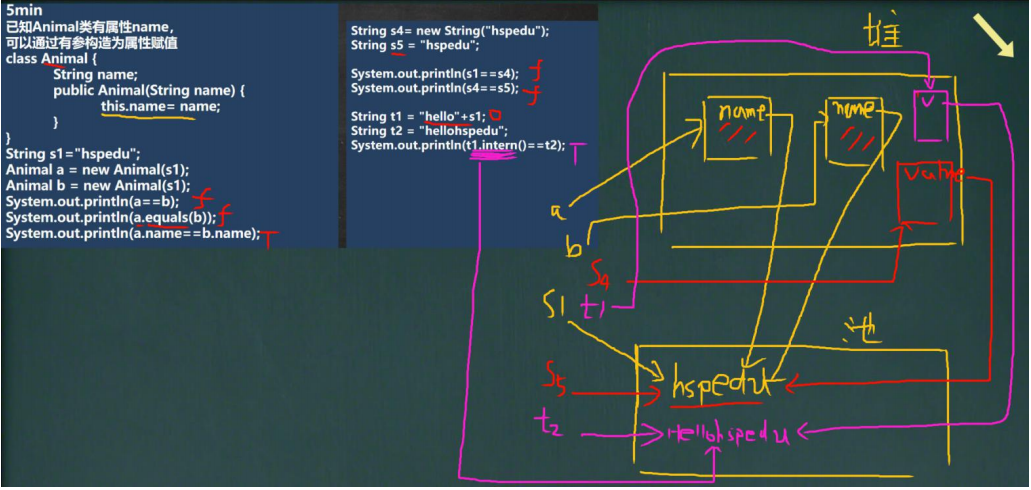 5min
已知Animal类有属性name,
可以通过有参构造为属性赋值
class Animal {
String name;
public Animal(String name) {
this.name= name;
}
}
String s1="hspedu";
Animal a = new Animal(s1);
Animal b = new Animal(s1);
System.out.println(a==b); f
System.out.println(a.equals(b)); f
System.out.println(a.name==b.name); T
String s4= new String("hspedu");
String s5 = "hspedu";
System.out.println(s1==s4); f
System.out.println(s4==s5); f
String t1 = "hello"+s1;
String t2 = "hellohspedu";
System.out.println(t1.intern()==t2); T
堆
name
name
v
value
a
b
S4
S1
t1
池
S5
hspedu
t2
Hellohspedu